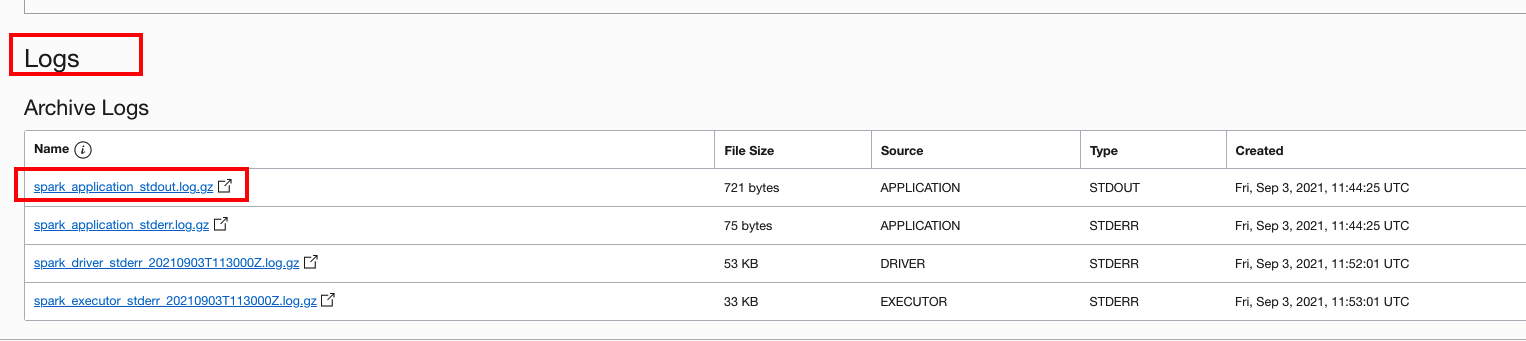 Logs
Archive Logs
Name i File Size Source Type Created
spark_application_stdout.log.gz 721 bytes APPLICATION STDOUT Fri, Sep 3, 2021, 11:44:25 UTC
spark_application_stderr.log.gz 75 bytes APPLICATION STDERR Fri, Sep 3, 2021, 11:44:25 UTC
spark_driver_stderr_20210903T113000Z.log.gz 53 KB DRIVER STDERR Fri, Sep 3, 2021, 11:52:01 UTC
spark_executor_stderr_20210903T113000Z.log.gz 33 KB EXECUTOR STDERR Fri, Sep 3, 2021, 11:53:01 UTC